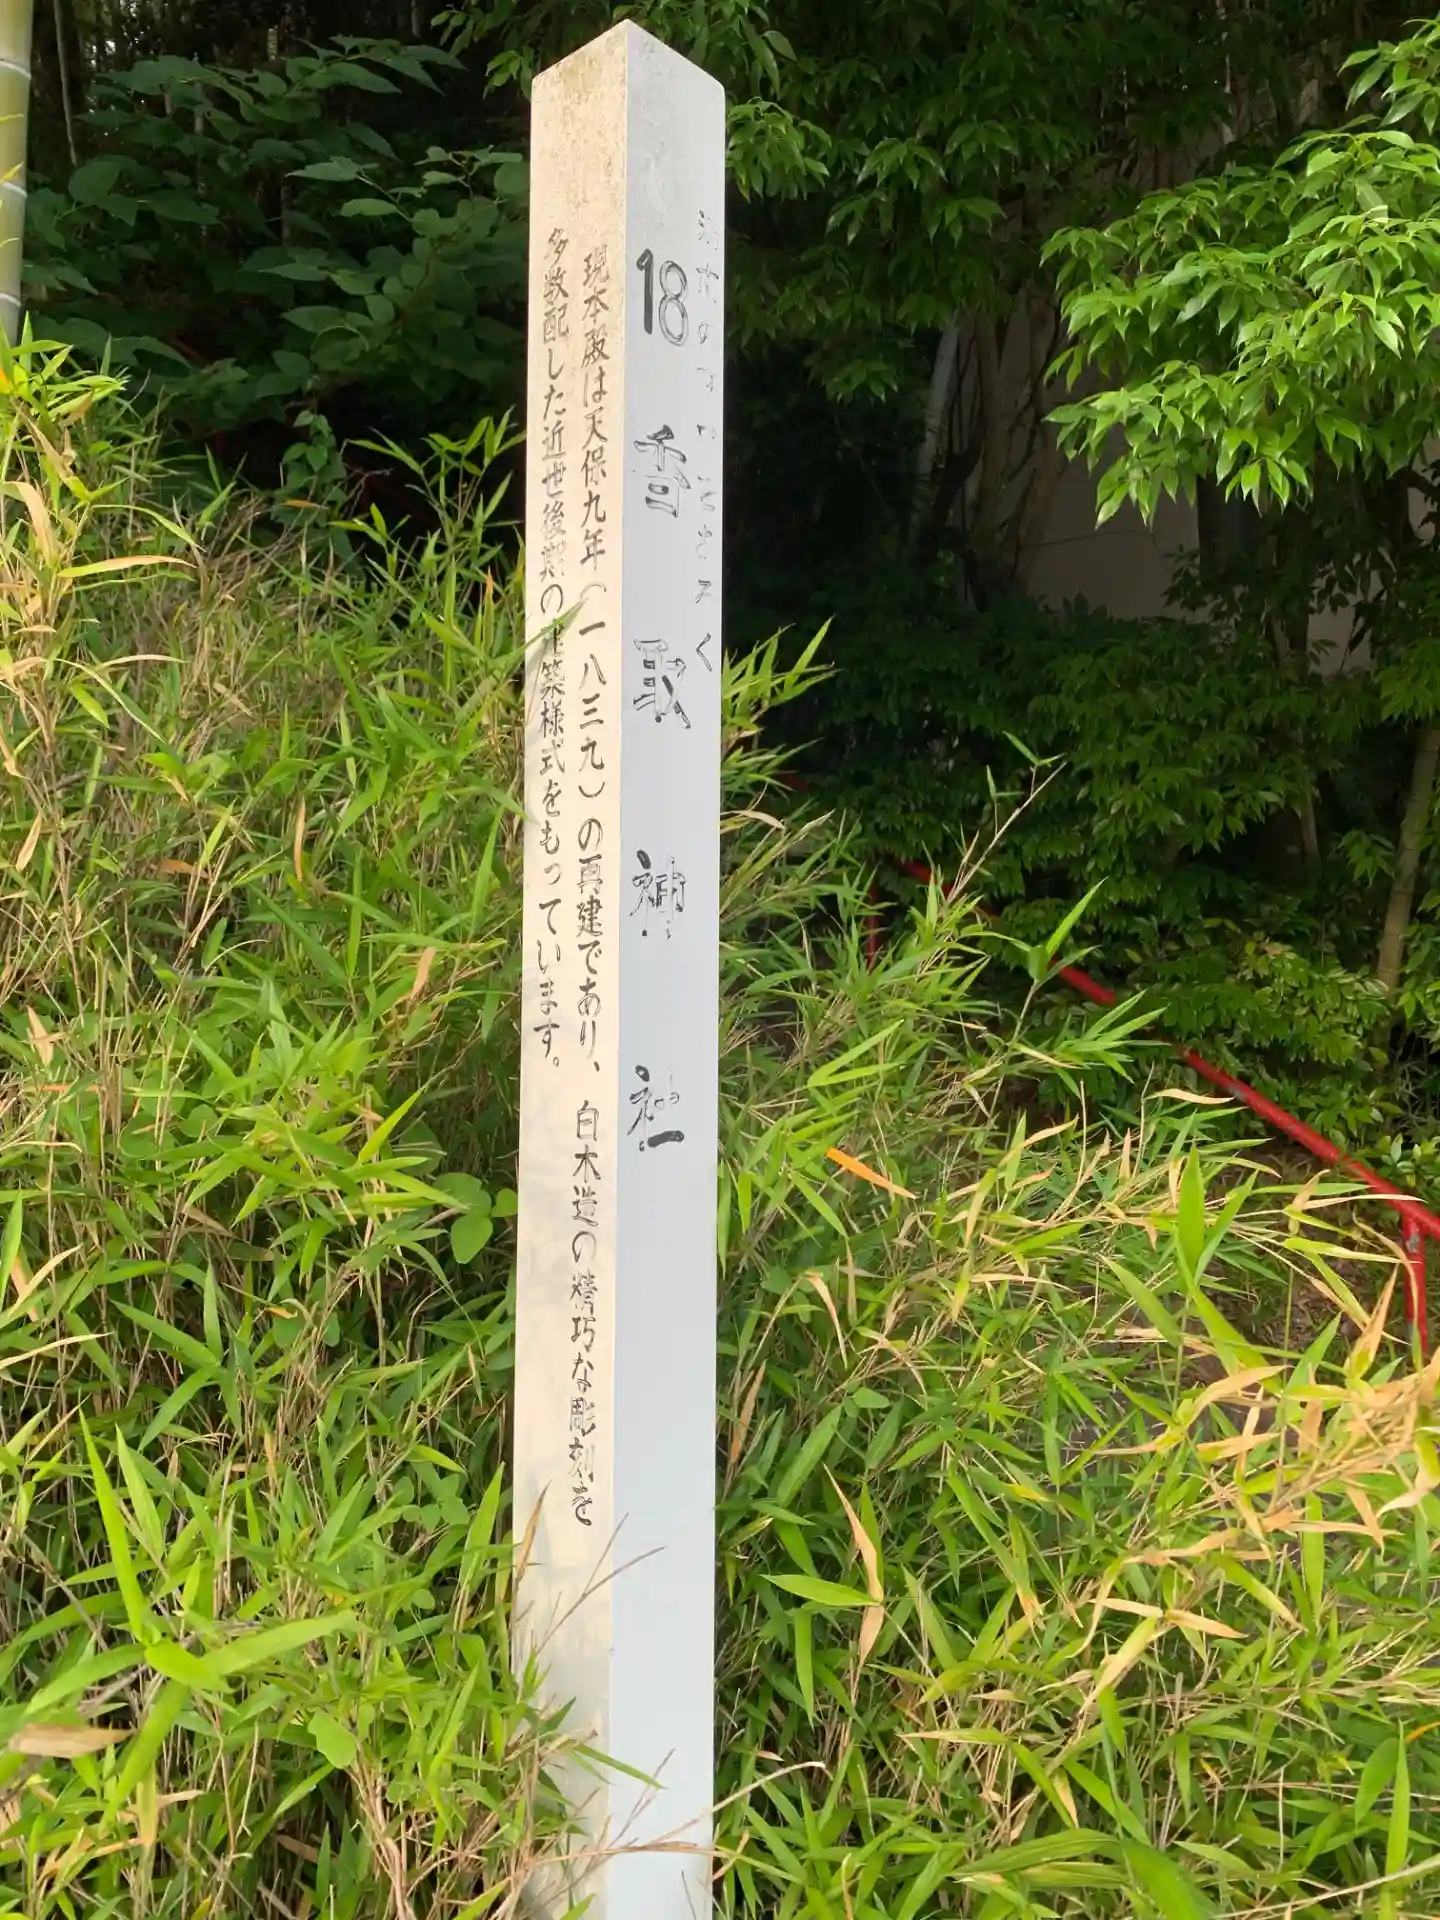 18 香取神社
現本殿は天保九年(一八三九)の再建であり、白木造の精巧な彫刻を
多数配した近世後期の建築様式をもっています。